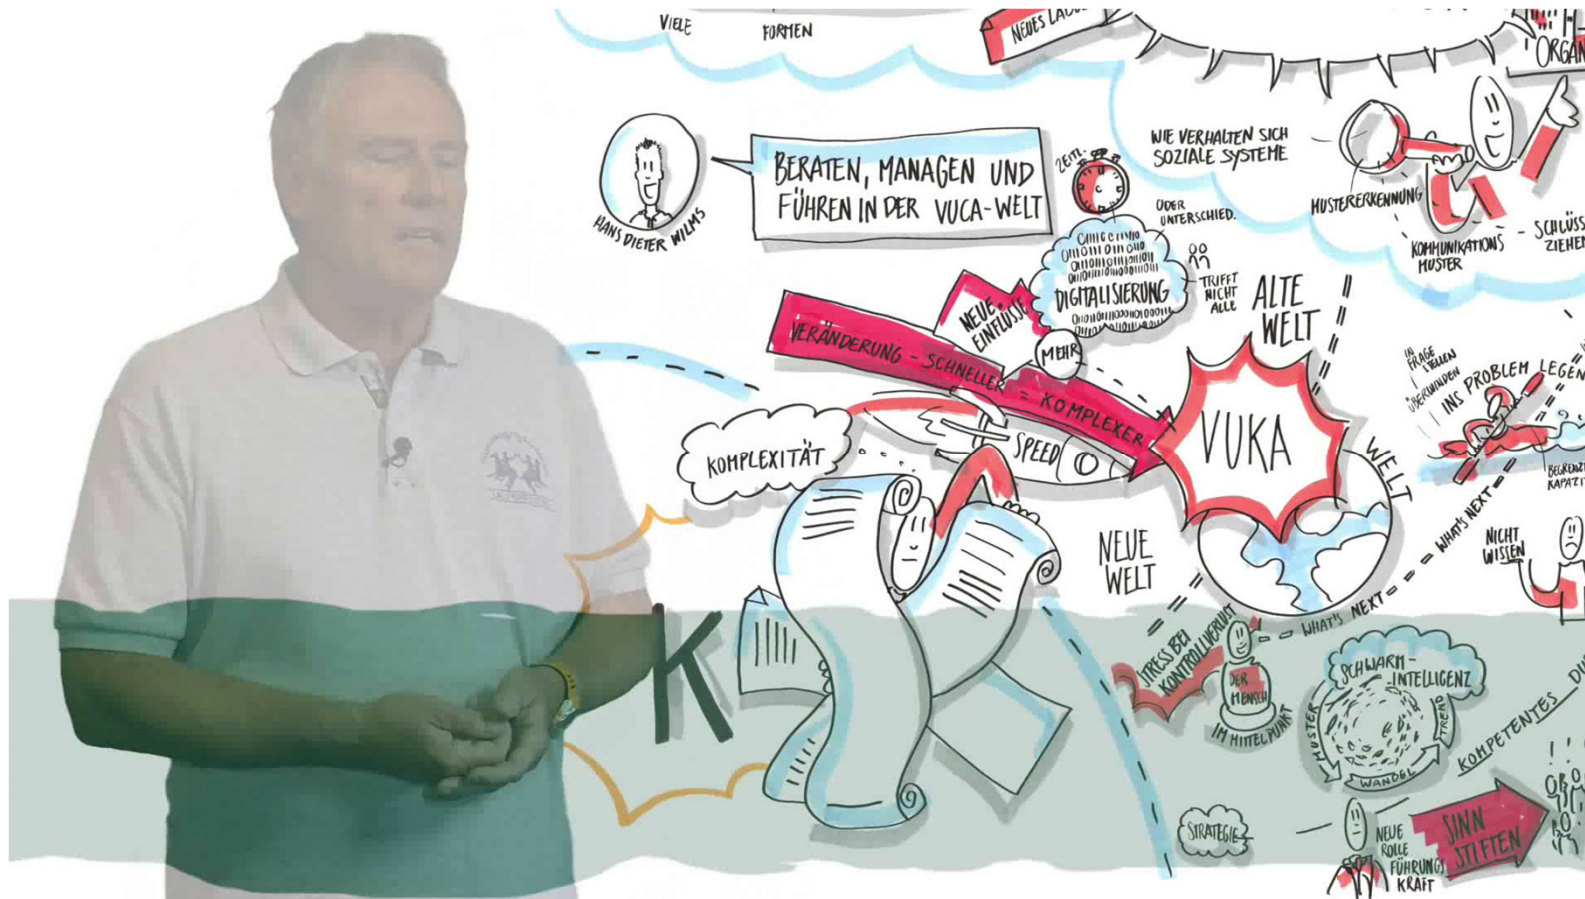 VIELE
FORMEN
NEUES
ORGAN
HANS DIETER WILMS
BERATEN, MANAGEN UND
FÜHREN IN DER VUCA-WELT
ZEITL.
ODER
UNTERSCHIED.
WIE VERHALTEN SICH
SOZIALE SYSTEME
MUSTERERKENNUNG
KOMMUNIKATIONS
MUSTER
SCHLÜSS
ZIEHEN
DIGITALISIERUNG
TRIFFT
NICHT
ALLE
ALTE
WELT
NEUE
EINFLÜSSE
MEHR
VERÄNDERUNG - SCHNELLER = KOMPLEXER
SPEED
KOMPLEXITÄT
VUKA
WELT
IN
FRAGE
STELLEN
ÜBERWINDEN
INS PROBLEM LEGEN
BEGRENZT
KAPAZIT
WHAT'S NEXT
NICHT
WISSEN
NEUE
WELT
WHAT'S NEXT
K
STRESS BEI
KONTROLLVERLUST
DER
MENSCH
IM MITTELPUNKT
SCHWARM-
-INTELLIGENZ
MUSTER
WANDEL
TREND
KOMPETENTES
STRATEGIE
NEUE
ROLLE
FÜHRUNGS
KRAFT
SINN
STIFTEN